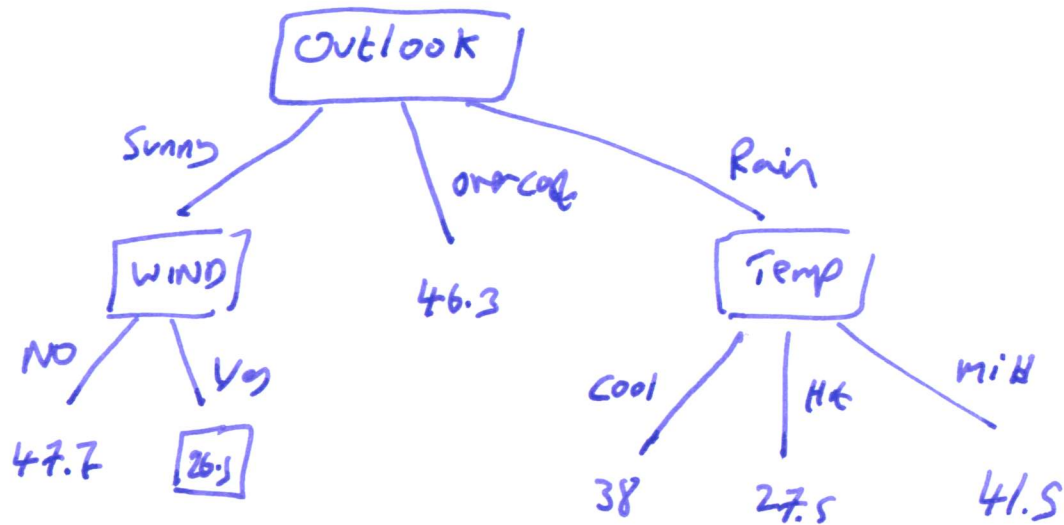 Outlook
Sunny
overcast
Rain
WIND
46.3
Temp
NO
Yes
Cool
Hot
mild
47.7
26.5
38
27.5
41.5